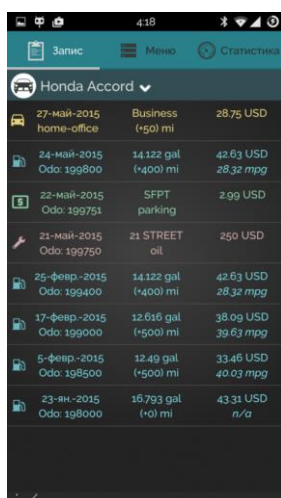 4:18
Запис Меню Статистика
Honda Accord
27-май-2015 Business 28.75 USD
home-office (+50) mi
24-май-2015 14.122 gal 42.63 USD
Odo: 199800 (+400) mi 28.32 mpg
22-май-2015 SFPT 2.99 USD
Odo: 199751 parking
21-май-2015 21 STREET 250 USD
Odo: 199750 oil
25-февр.-2015 14.122 gal 42.63 USD
Odo: 199400 (+400) mi 28.32 mpg
17-февр.-2015 12.616 gal 38.09 USD
Odo: 199000 (+500) mi 39.63 mpg
5-февр.-2015 12.49 gal 33.46 USD
Odo: 198500 (+500) mi 40.03 mpg
23-ян.-2015 16.793 gal 43.31 USD
Odo: 198000 (+0) mi n/a